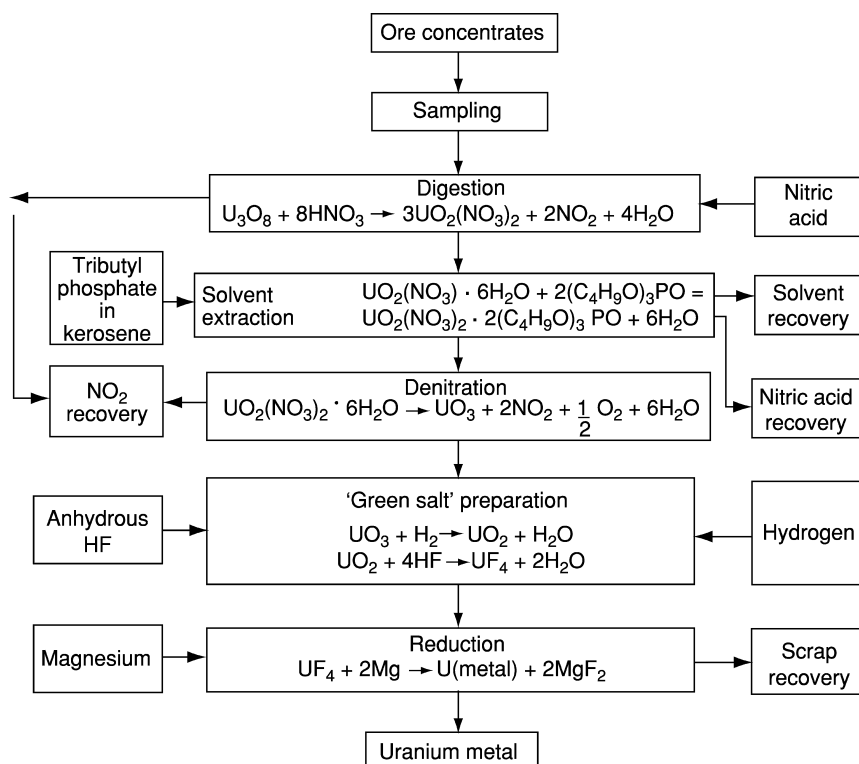 Ore concentrates
Sampling
Digestion
U₃O₈ + 8HNO₃ → 3UO₂(NO₃)₂ + 2NO₂ + 4H₂O
Nitric
acid
Tributyl
phosphate
in
kerosene
Solvent
extraction
UO₂(NO₃) · 6H₂O + 2(C₄H₉O)₃PO =
UO₂(NO₃)₂ · 2(C₄H₉O)₃ PO + 6H₂O
Solvent
recovery
NO₂
recovery
Denitration
UO₂(NO₃)₂ · 6H₂O → UO₃ + 2NO₂ + 1/2 O₂ + 6H₂O
Nitric acid
recovery
Anhydrous
HF
‘Green salt’ preparation
UO₃ + H₂ → UO₂ + H₂O
UO₂ + 4HF → UF₄ + 2H₂O
Hydrogen
Magnesium
Reduction
UF₄ + 2Mg → U(metal) + 2MgF₂
Scrap
recovery
Uranium metal